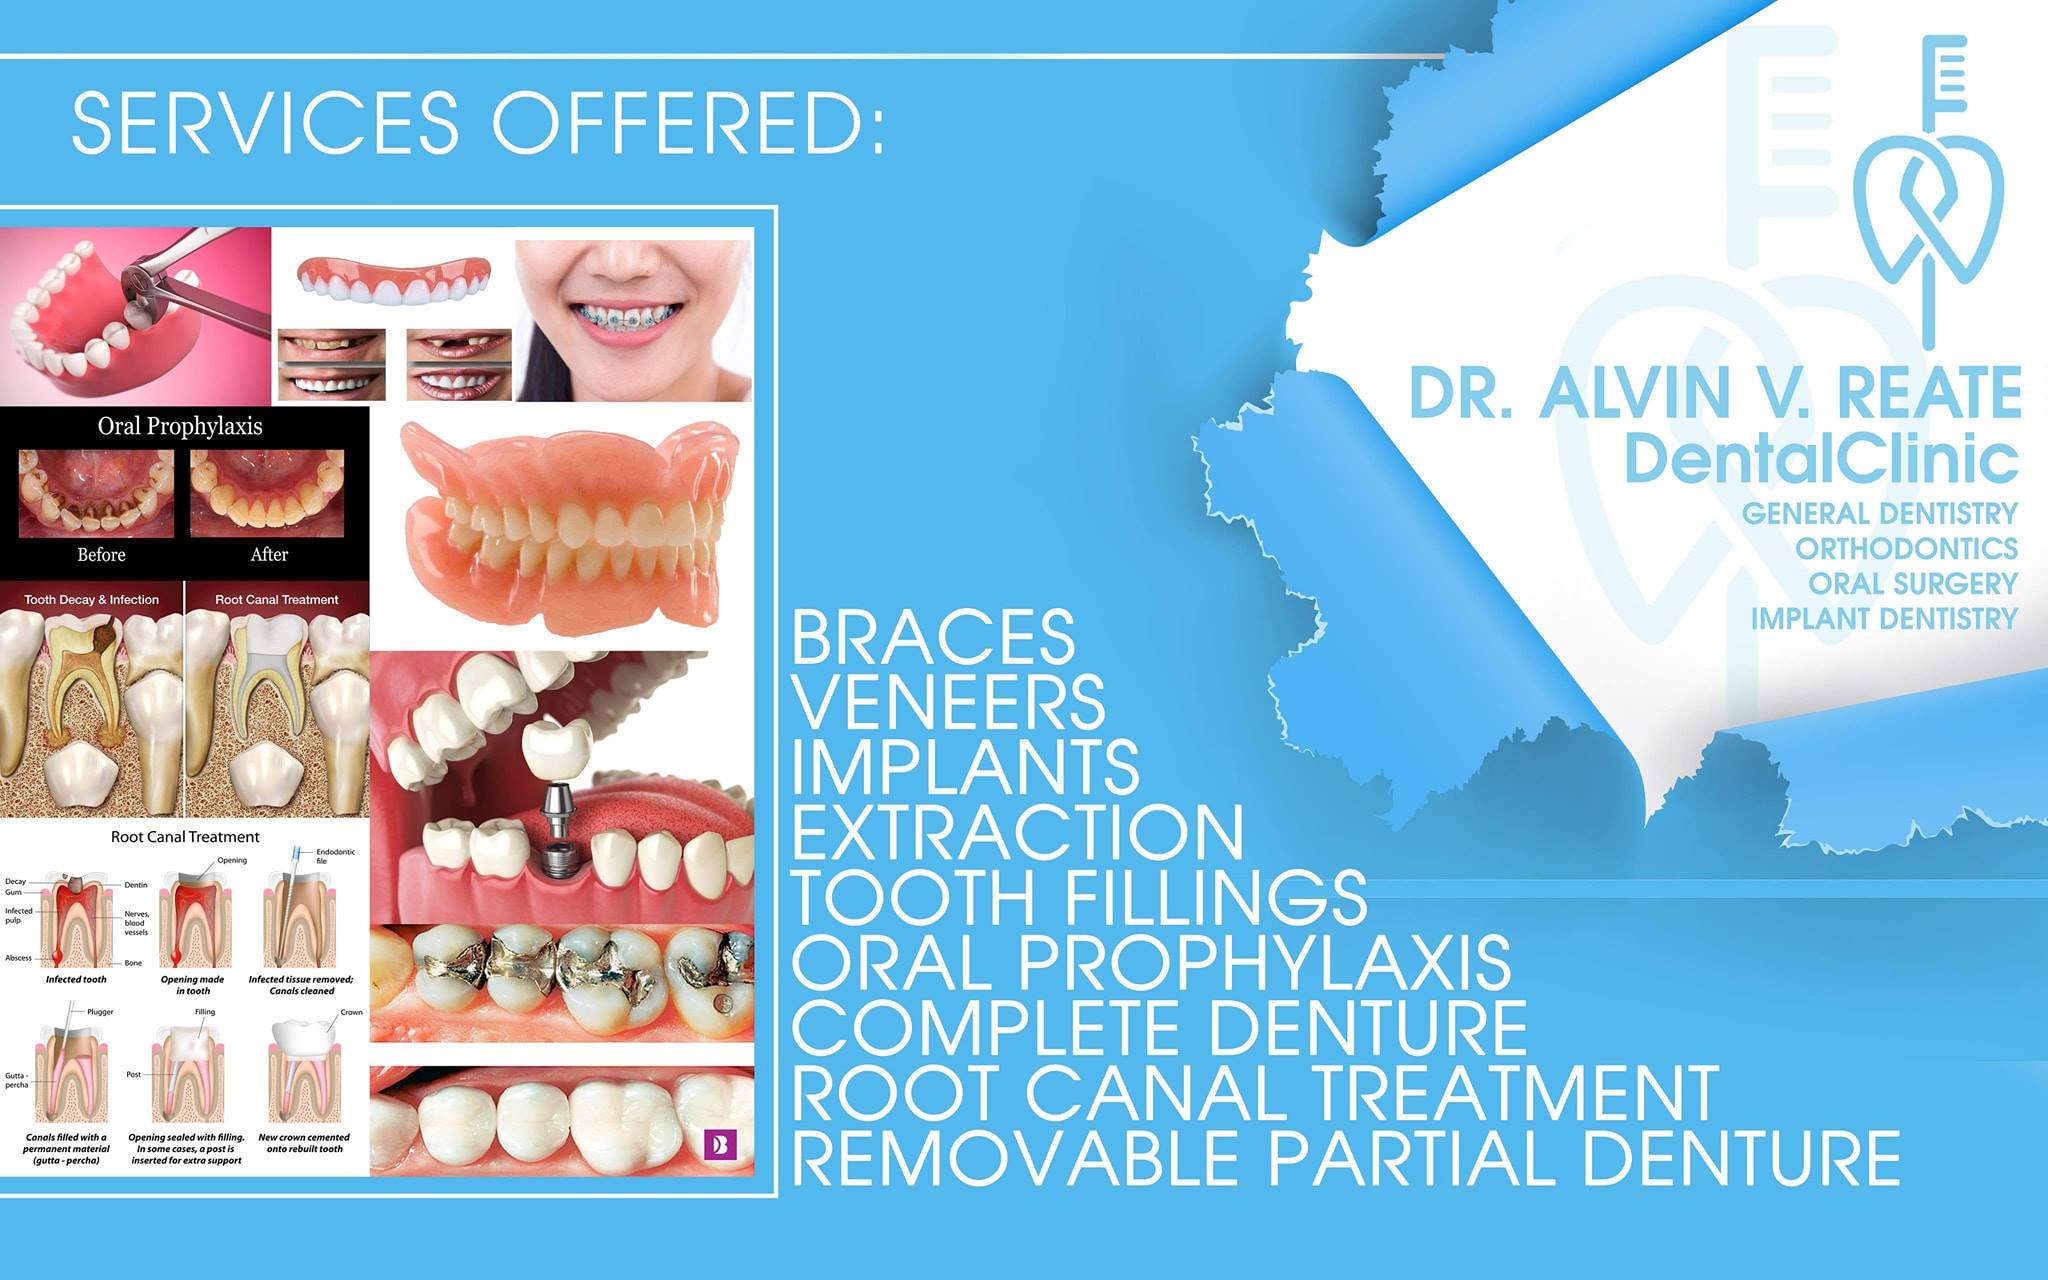 SERVICES OFFERED:
DR. ALVIN V. REATE
DentalClinic
GENERAL DENTISTRY
ORTHODONTICS
ORAL SURGERY
IMPLANT DENTISTRY
Oral Prophylaxis
Before
After
Tooth Decay & Infection
Root Canal Treatment
Root Canal Treatment
Decay
Gum
Infected
pulp
Abscess
Dentin
Nerves,
blood
vessels
Bone
Infected tooth
Opening
Opening made
in tooth
Endodontic
file
Infected tissue removed;
Canals cleaned
Plugger
Gutta -
percha
Canals filled with a
permanent material
(gutta - percha)
Filling
Post
Opening sealed with filling.
In some cases, a post is
inserted for extra support
Crown
New crown cemented
onto rebuilt tooth
BRACES
VENEERS
IMPLANTS
EXTRACTION
TOOTH FILLINGS
ORAL PROPHYLAXIS
COMPLETE DENTURE
ROOT CANAL TREATMENT
REMOVABLE PARTIAL DENTURE